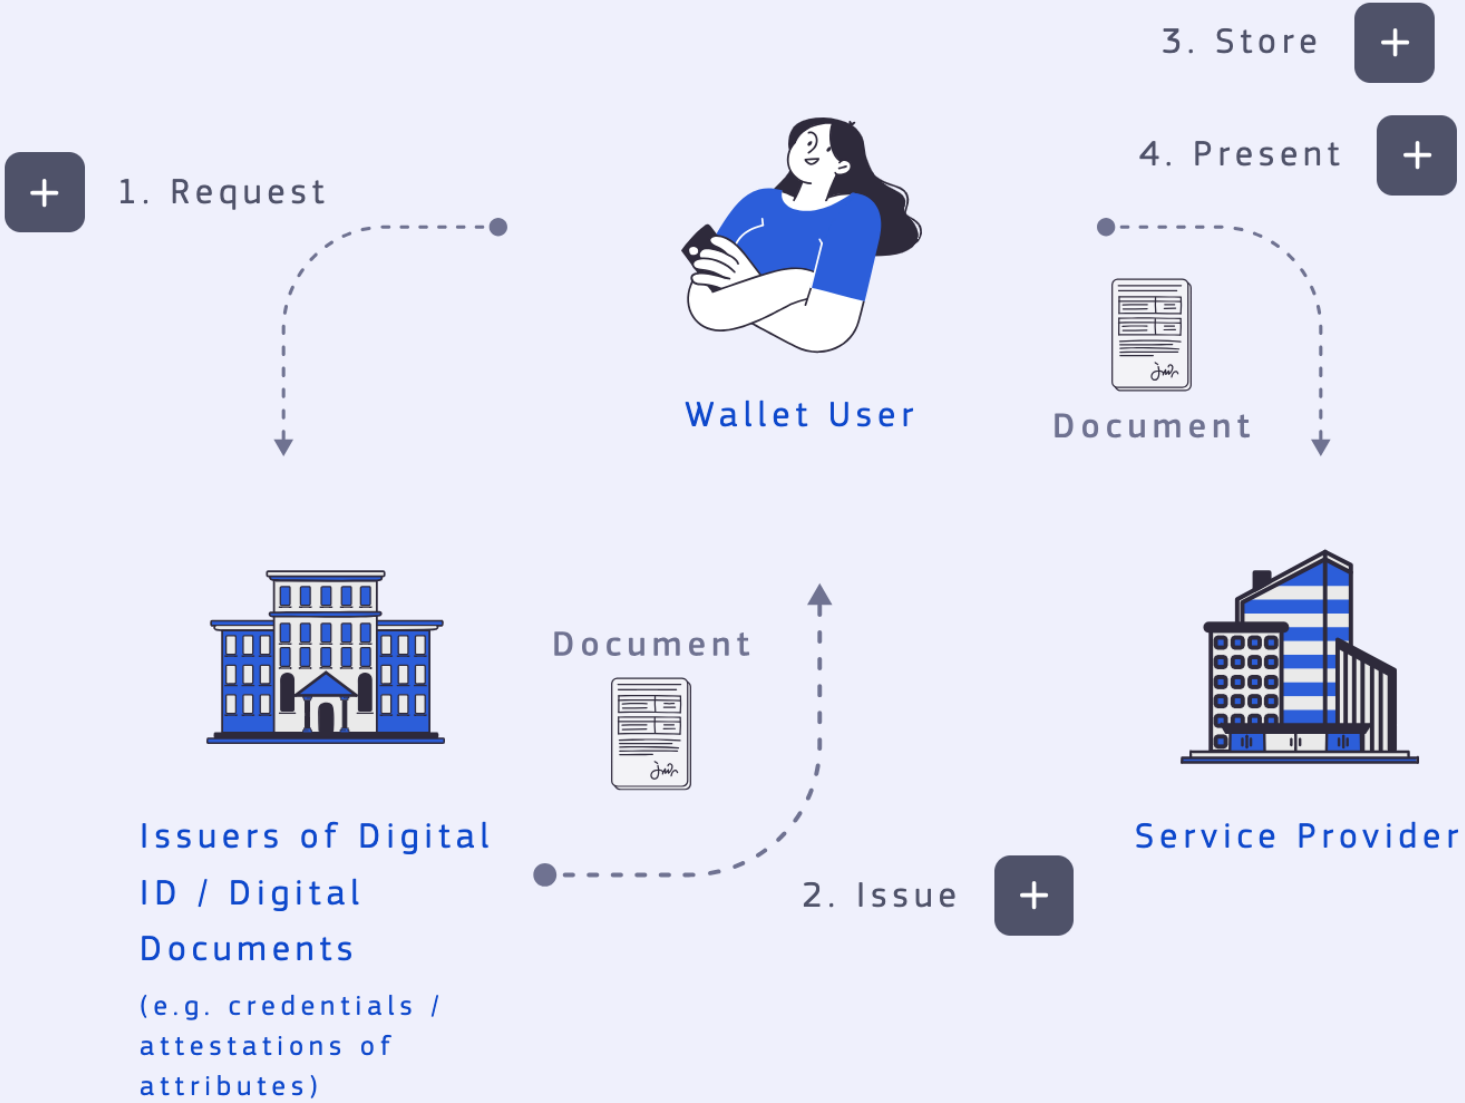 3. Store
4. Present
1. Request
Wallet User
Document
Document
Issuers of Digital
ID / Digital
Documents
(e.g. credentials /
attestations of
attributes)
Service Provider
2. Issue